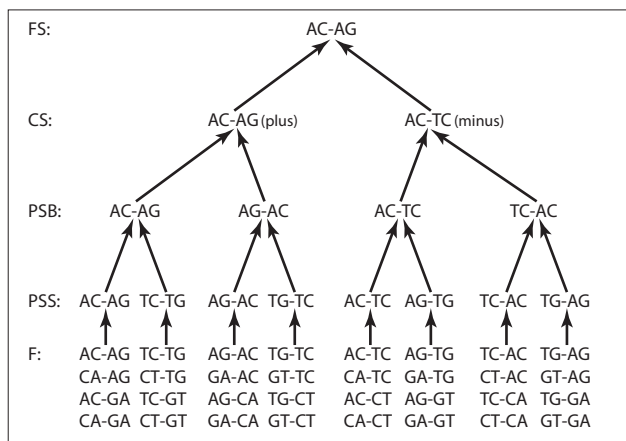 FS: AC-AG
CS: AC-AG (plus) AC-TC (minus)
PSB: AC-AG AG-AC AC-TC TC-AC
PSS: AC-AG TC-TG AG-AC TG-TC AC-TC AG-TG TC-AC TG-AG
F: AC-AG TC-TG AG-AC TG-TC AC-TC AG-TG TC-AC TG-AG
CA-AG CT-TG GA-AC GT-TC CA-TC GA-TG CT-AC GT-AG
AC-GA TC-GT AG-CA TG-CT AC-CT AG-GT TC-CA TG-GA
CA-GA CT-GT GA-CA GT-CT CA-CT GA-GT CT-CA GT-GA